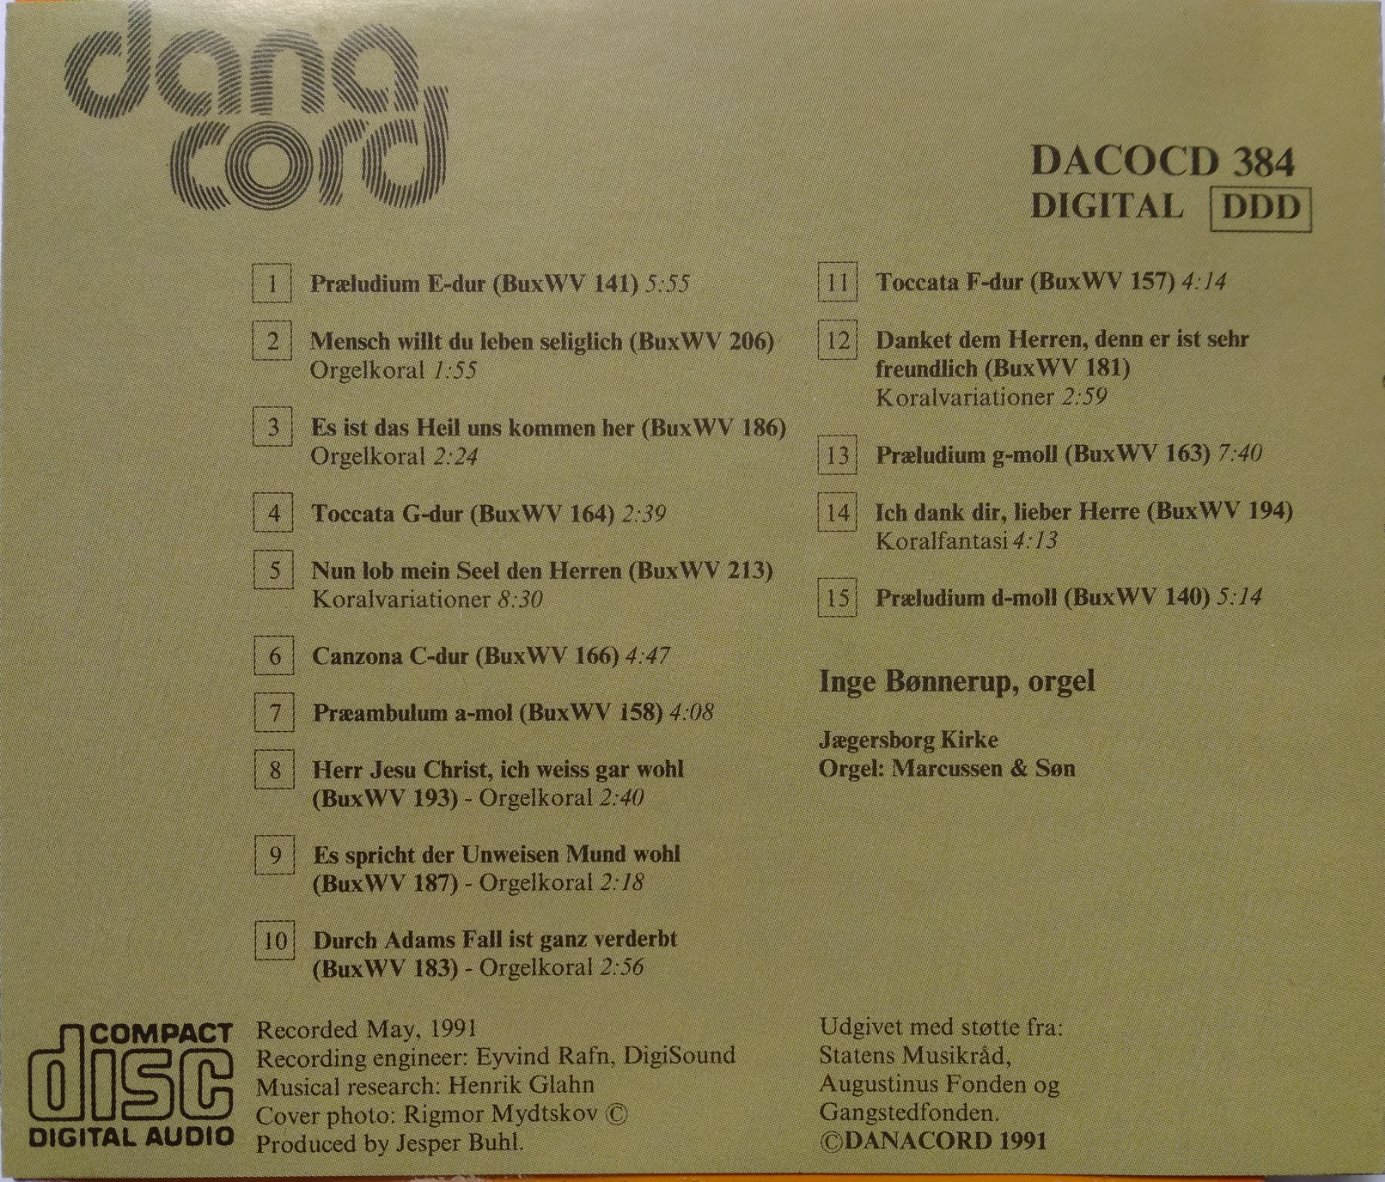 dana
cord
DACOCD 384
DIGITAL DDD
1 Præludium E-dur (BuxWV 141) 5:55
2 Mensch willt du leben seliglich (BuxWV 206)
Orgelkoral 1:55
3 Es ist das Heil uns kommen her (BuxWV 186)
Orgelkoral 2:24
4 Toccata G-dur (BuxWV 164) 2:39
5 Nun lob mein Seel den Herren (BuxWV 213)
Koralvariationer 8:30
6 Canzona C-dur (BuxWV 166) 4:47
7 Præambulum a-mol (BuxWV i58) 4:08
8 Herr Jesu Christ, ich weiss gar wohl
(BuxWV 193) - Orgelkoral 2:40
9 Es spricht der Unweisen Mund wohl
(BuxWV 187) - Orgelkoral 2:18
10 Durch Adams Fall ist ganz verderbt
(BuxWV 183) - Orgelkoral 2:56
11 Toccata F-dur (BuxWV 157) 4:14
12 Danket dem Herren, denn er ist sehr
freundlich (BuxWV 181)
Koralvariationer 2:59
13 Præludium g-moll (BuxWV 163) 7:40
14 Ich dank dir, lieber Herre (BuxWV 194)
Koralfantasi 4:13
15 Præludium d-moll (BuxWV 140) 5:14
Inge Bønnerup, orgel
Jægersborg Kirke
Orgel: Marcussen & Søn
COMPACT
disc
DIGITAL AUDIO
Recorded May, 1991
Recording engineer: Eyvind Rafn, DigiSound
Musical research: Henrik Glahn
Cover photo: Rigmor Mydtskov ©
Produced by Jesper Buhl.
Udgivet med støtte fra:
Statens Musikråd,
Augustinus Fonden og
Gangstedfonden.
©DANACORD 1991